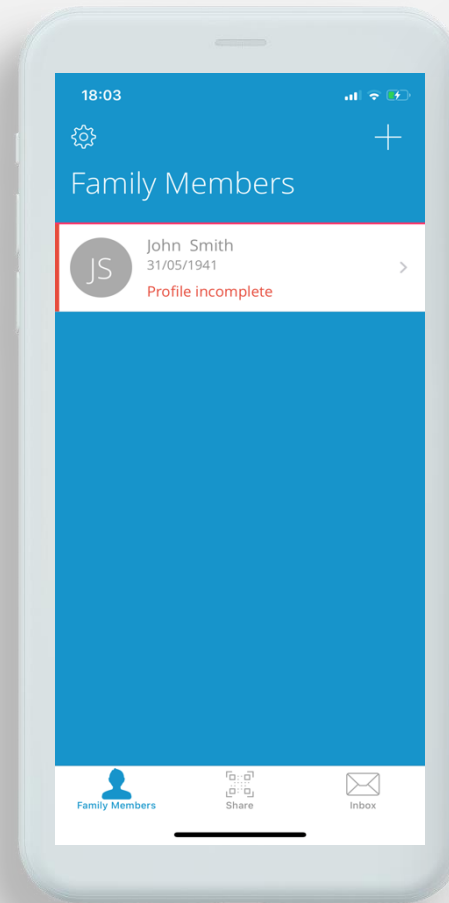 18:03
Family Members
JS
John Smith
31/05/1941
Profile incomplete
Family Members
Share
Inbox